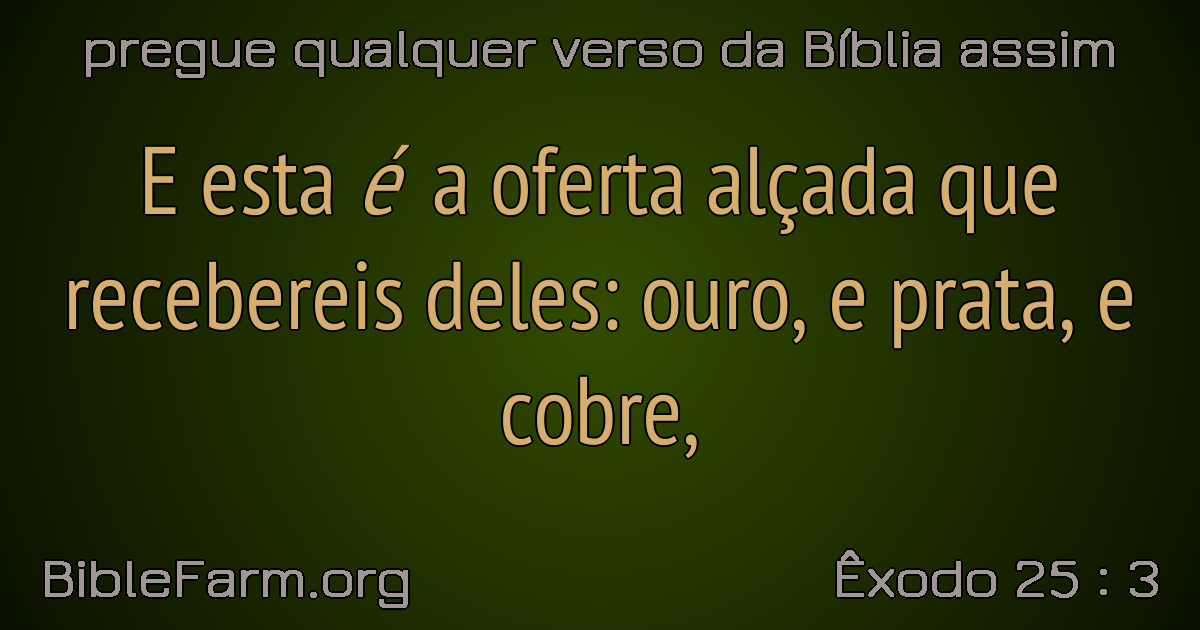 pregue qualquer verso da Bíblia assim
E esta é a oferta alçada que
recebereis deles: ouro, e prata, e
cobre,
BibleFarm.org
Êxodo 25 : 3